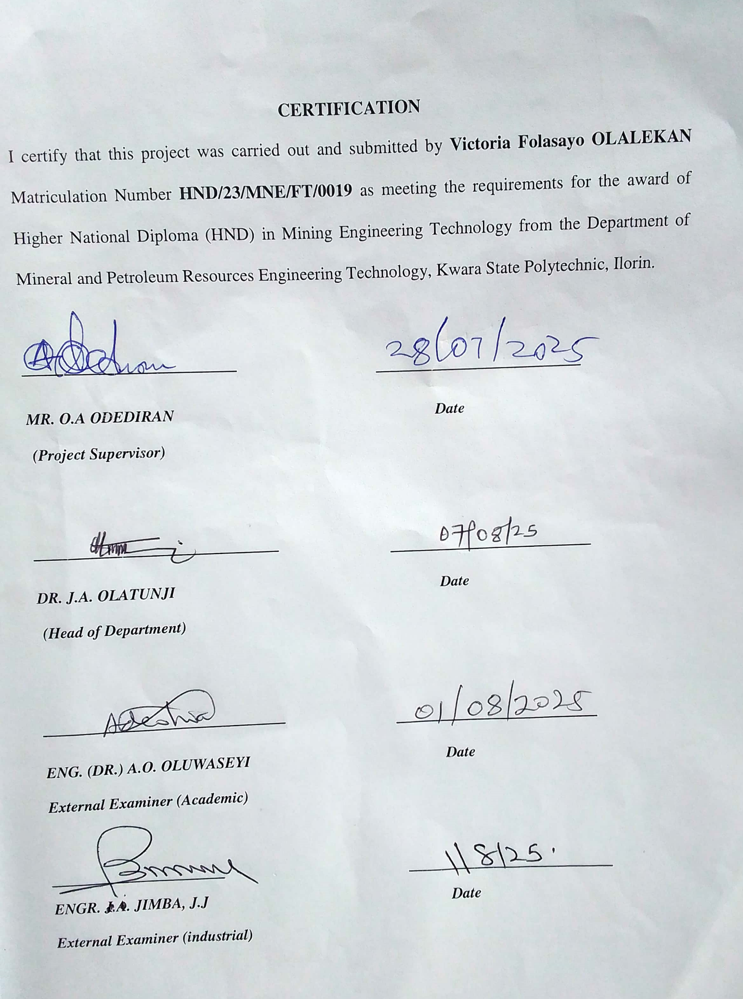 CERTIFICATION
I certify that this project was carried out and submitted by Victoria Folasayo OLALEKAN
Matriculation Number HND/23/MNE/FT/0019 as meeting the requirements for the award of
Higher National Diploma (HND) in Mining Engineering Technology from the Department of
Mineral and Petroleum Resources Engineering Technology, Kwara State Polytechnic, Ilorin.
28/07/2025
MR. O.A ODEDIRAN Date
(Project Supervisor)
07/08/25
DR. J.A. OLATUNJI Date
(Head of Department)
01/08/2025
ENG. (DR.) A.O. OLUWASEYI Date
External Examiner (Academic)
1/8/25.
ENGR. JIMBA, J.J Date
External Examiner (industrial)